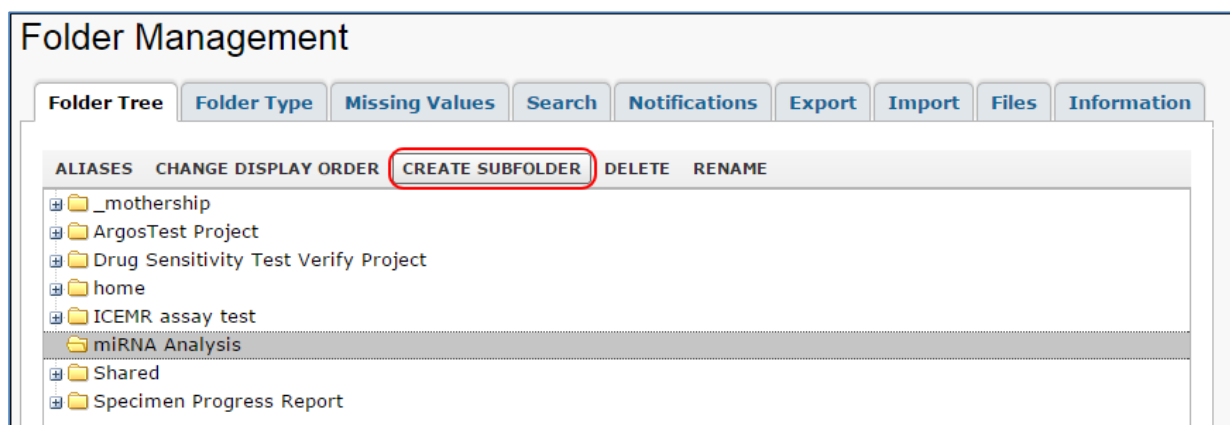 Folder Management
Folder Tree Folder Type Missing Values Search Notifications Export Import Files Information
ALIASES CHANGE DISPLAY ORDER CREATE SUBFOLDER DELETE RENAME
_mothership
ArgosTest Project
Drug Sensitivity Test Verify Project
home
ICEMR assay test
miRNA Analysis
Shared
Specimen Progress Report